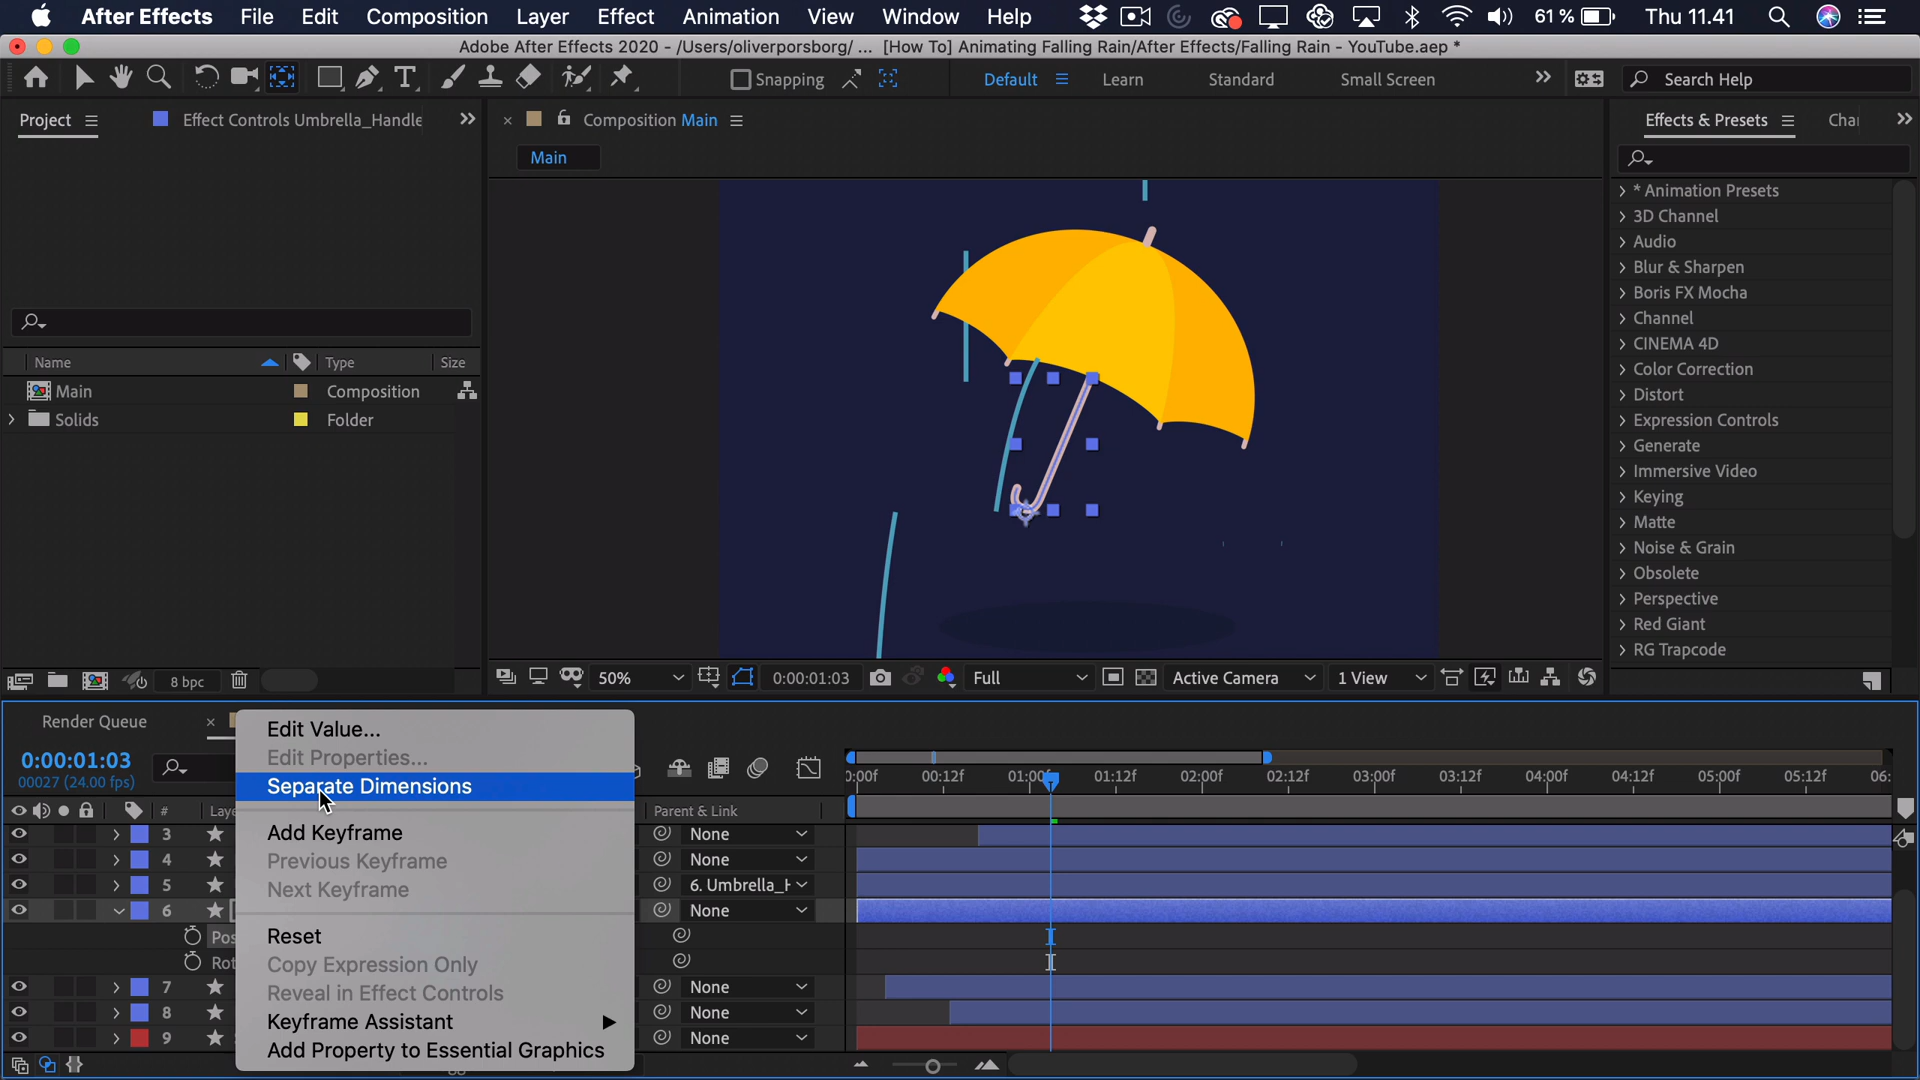 After Effects File Edit Composition Layer Effect Animation View Window Help 61 % Thu 11.41
Adobe After Effects 2020 - /Users/oliverporsborg/ ... [How To] Animating Falling Rain/After Effects/Falling Rain - YouTube.aep *
Snapping Default Learn Standard Small Screen Search Help
Project Effect Controls Umbrella_Handle Composition Main Effects & Presets
Main
* Animation Presets
3D Channel
Audio
Blur & Sharpen
Boris FX Mocha
Channel
CINEMA 4D
Color Correction
Distort
Expression Controls
Generate
Immersive Video
Keying
Matte
Noise & Grain
Obsolete
Perspective
Red Giant
RG Trapcode
Name Type Size
Main Composition
Solids Folder
8 bpc 50% 0:00:01:03 Full Active Camera 1 View
Render Queue
0:00:01:03
00027 (24.00 fps)
Edit Value...
Edit Properties...
Separate Dimensions
Add Keyframe
Previous Keyframe
Next Keyframe
Reset
Copy Expression Only
Reveal in Effect Controls
Keyframe Assistant
Add Property to Essential Graphics
):00f 00:12f 01:00f 01:12f 02:00f 02:12f 03:00f 03:12f 04:00f 04:12f 05:00f 05:12f 06:
# Laye Parent & Link
3 None
4 None
5 6. Umbrella_H
6 None
Pos
Rot
7 None
8 None
9 None